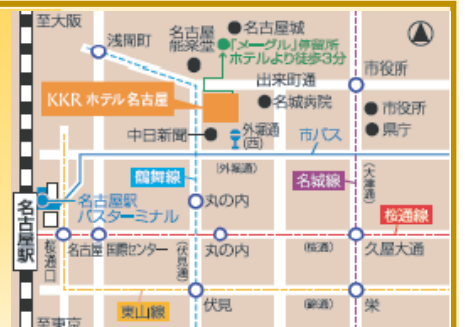 至大阪
浅間町
名古屋
能楽堂
名古屋城
「メーグル」停留所
ホテルより徒歩3分
市役所
出来町通
KKR ホテル名古屋
名城病院
市役所
県庁
中日新聞
外堀通
(西)
市バス
(外堀通)
鶴舞線
名城線
(大津通)
名古屋駅
バスターミナル
丸の内
桜通線
名古屋駅
桜通口
名古屋
国際センター
(伏見通)
丸の内
(桜通)
久屋大通
東山線
伏見
(錦通)
栄
至東京